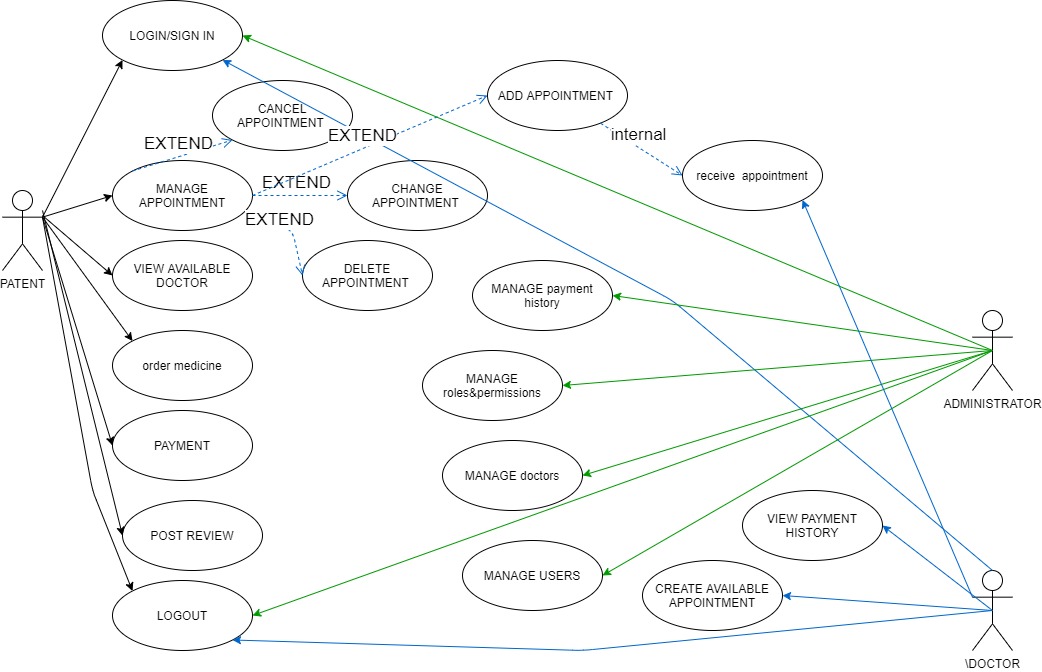 LOGIN/SIGN IN
CANCEL
APPOINTMENT
ADD APPOINTMENT
EXTEND
EXTEND
internal
MANAGE
APPOINTMENT
EXTEND
CHANGE
APPOINTMENT
receive appointment
EXTEND
PATENT
VIEW AVAILABLE
DOCTOR
DELETE
APPOINTMENT
MANAGE payment
history
order medicine
MANAGE
roles&permissions
ADMINISTRATOR
PAYMENT
MANAGE doctors
POST REVIEW
VIEW PAYMENT
HISTORY
MANAGE USERS
CREATE AVAILABLE
APPOINTMENT
LOGOUT
\DOCTOR